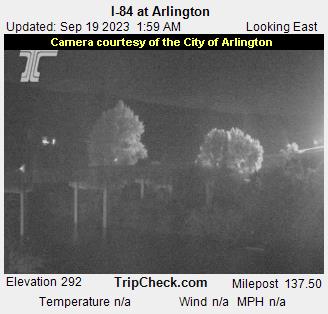 I-84 at Arlington
Updated: Sep 19 2023 1:59 AM Looking East
Camera courtesy of the City of Arlington
Elevation 292 TripCheck.com Milepost 137.50
Temperature n/a Wind n/a MPH n/a